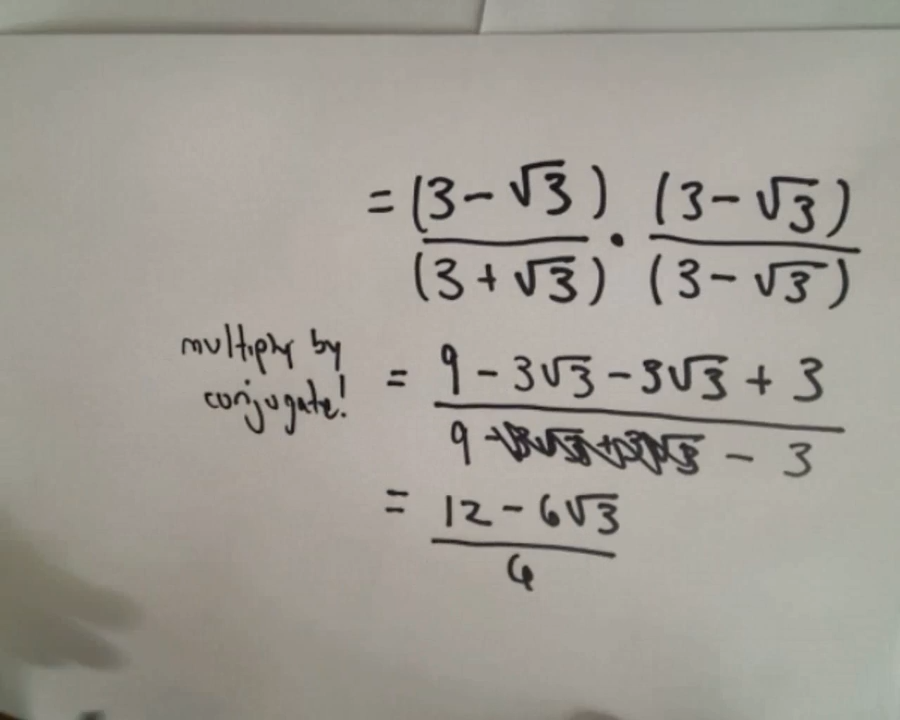 = (3 - √3) / (3 + √3) · (3 - √3) / (3 - √3)
multiply by
conjugate!
= 9 - 3√3 - 3√3 + 3
9 - 3
= 12 - 6√3
6